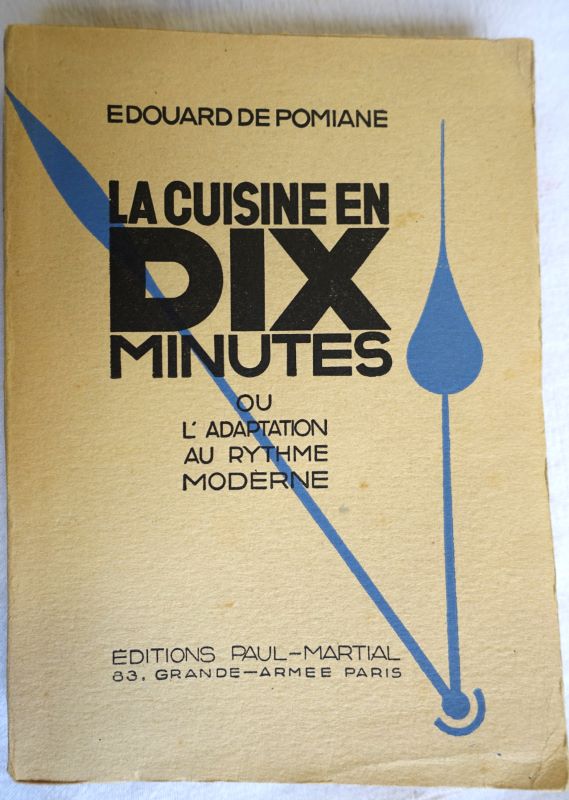 EDOUARD DE POMIANE
LA CUISINE EN
DIX
MINUTES
OU
L'ADAPTATION
AU RYTHME
MODERNE
ÉDITIONS PAUL-MARTIAL
83. GRANDE-ARMEE PARIS